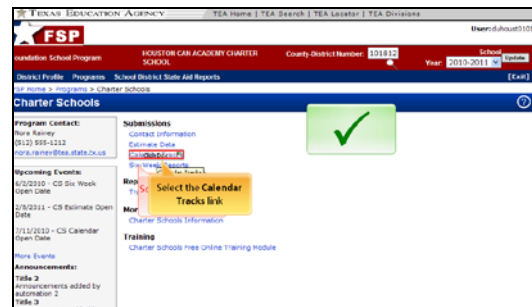 TEXAS EDUCATION AGENCY TEA Home | TEA Search | TEA Locator | TEA Divisions
User: duhoust0101
FSP
Foundation School Program HOUSTON CAN ACADEMY CHARTER SCHOOL County-District Number: 101812 School Year: 2010-2011 Update
District Profile Programs School District State Aid Reports [Exit]
FSP Home > Programs > Charter Schools
Charter Schools
Program Contact:
Nora Rainey
(512) 555-1212
nora.rainey@tea.state.tx.us
Submissions
Contact Information
Estimate Data
Six Week Reports
Select the Calendar
Tracks link
Upcoming Events:
6/2/2010 - CS Six Week
Open Date
2/8/2011 - CS Estimate Open
Date
7/11/2010 - CS Calendar
Open Date
More Events
Charter Schools Information
Training
Charter Schools Free Online Training Module
Announcements:
Title 2
Announcements added by
automation 2
Title 3